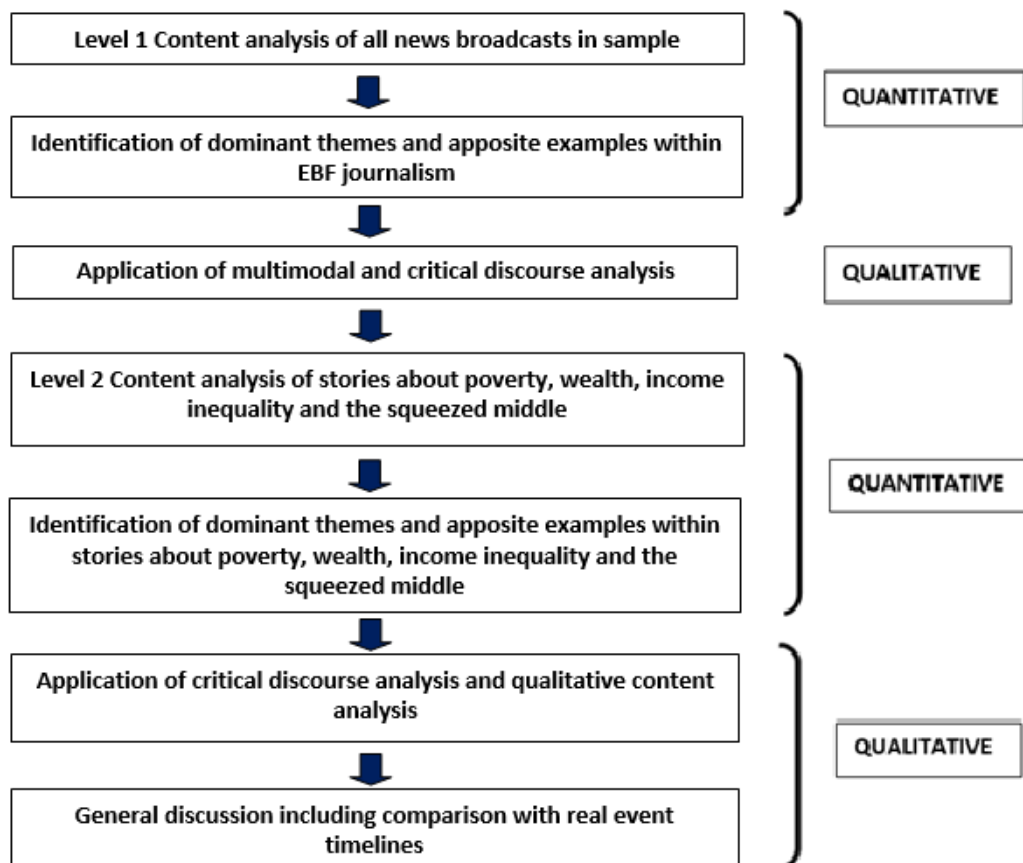 Level 1 Content analysis of all news broadcasts in sample
QUANTITATIVE
Identification of dominant themes and apposite examples within
EBF journalism
Application of multimodal and critical discourse analysis
QUALITATIVE
Level 2 Content analysis of stories about poverty, wealth, income
inequality and the squeezed middle
QUANTITATIVE
Identification of dominant themes and apposite examples within
stories about poverty, wealth, income inequality and the
squeezed middle
Application of critical discourse analysis and qualitative content
analysis
QUALITATIVE
General discussion including comparison with real event
timelines